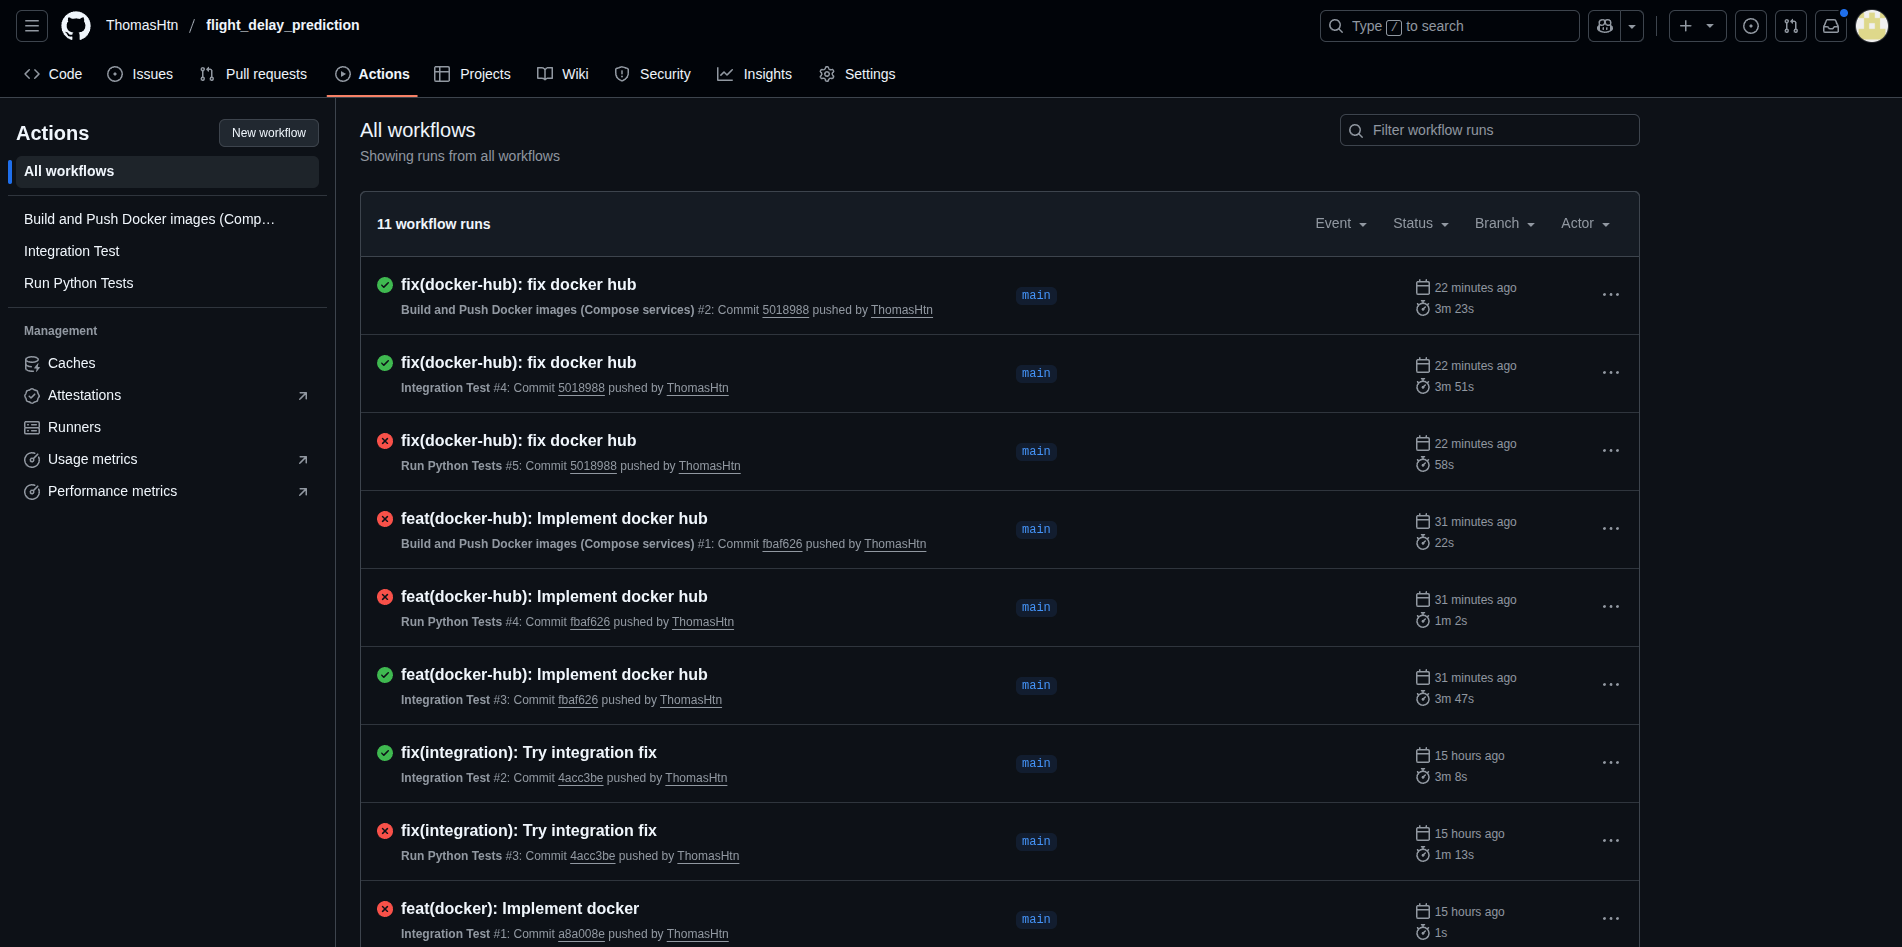 ThomasHtn / flight_delay_prediction
Type / to search
Code
Issues
Pull requests
Actions
Projects
Wiki
Security
Insights
Settings
Actions
New workflow
All workflows
Build and Push Docker images (Comp…
Integration Test
Run Python Tests
Management
Caches
Attestations
Runners
Usage metrics
Performance metrics
All workflows
Showing runs from all workflows
Filter workflow runs
11 workflow runs
Event
Status
Branch
Actor
fix(docker-hub): fix docker hub
Build and Push Docker images (Compose services) #2: Commit 5018988 pushed by ThomasHtn
main
22 minutes ago
3m 23s
fix(docker-hub): fix docker hub
Integration Test #4: Commit 5018988 pushed by ThomasHtn
main
22 minutes ago
3m 51s
fix(docker-hub): fix docker hub
Run Python Tests #5: Commit 5018988 pushed by ThomasHtn
main
22 minutes ago
58s
feat(docker-hub): Implement docker hub
Build and Push Docker images (Compose services) #1: Commit fbaf626 pushed by ThomasHtn
main
31 minutes ago
22s
feat(docker-hub): Implement docker hub
Run Python Tests #4: Commit fbaf626 pushed by ThomasHtn
main
31 minutes ago
1m 2s
feat(docker-hub): Implement docker hub
Integration Test #3: Commit fbaf626 pushed by ThomasHtn
main
31 minutes ago
3m 47s
fix(integration): Try integration fix
Integration Test #2: Commit 4acc3be pushed by ThomasHtn
main
15 hours ago
3m 8s
fix(integration): Try integration fix
Run Python Tests #3: Commit 4acc3be pushed by ThomasHtn
main
15 hours ago
1m 13s
feat(docker): Implement docker
Integration Test #1: Commit a8a008e pushed by ThomasHtn
main
15 hours ago
1s